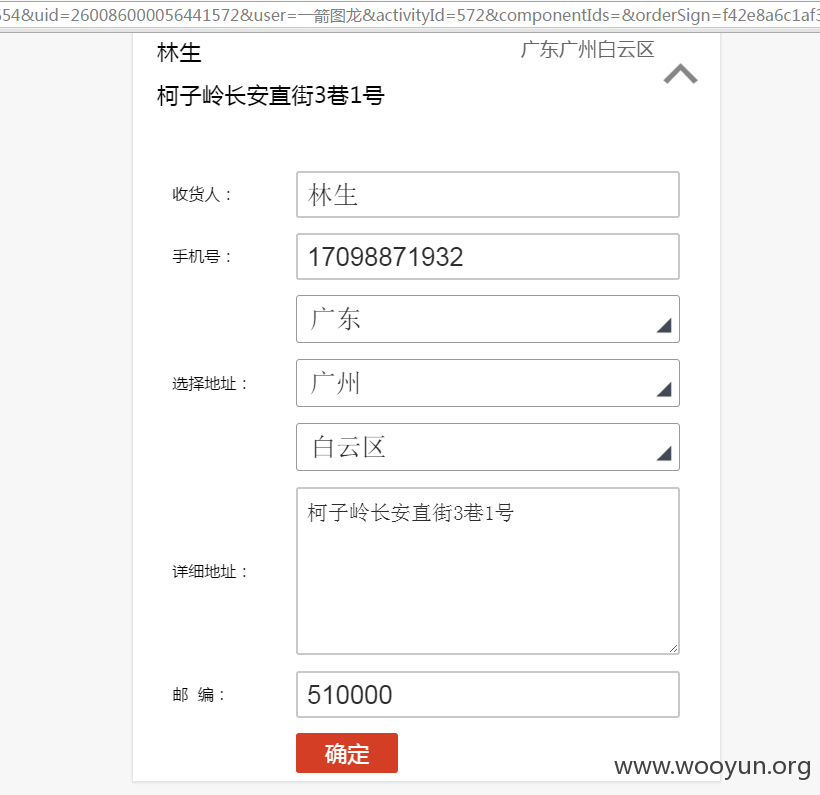 554&uid=260086000056441572&user=一箭图龙&activityId=572&componentIds=&orderSign=f42e8a6c1af3
林生
广东广州白云区
柯子岭长安直街3巷1号
收货人：
林生
手机号：
17098871932
广东
选择地址：
广州
白云区
柯子岭长安直街3巷1号
详细地址：
邮 编：
510000
确定
www.wooyun.org